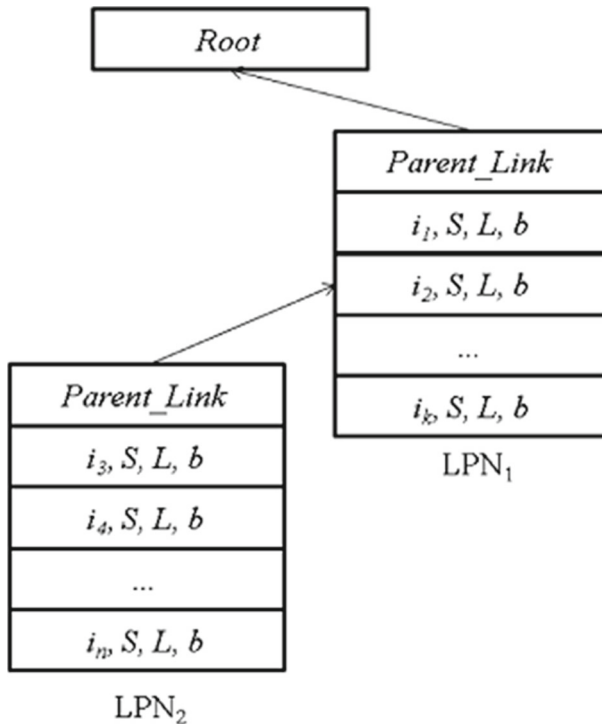 Root
Parent_Link
i₁, S, L, b
i₂, S, L, b
...
iₖ, S, L, b
LPN₁
Parent_Link
i₃, S, L, b
i₄, S, L, b
...
iₙ, S, L, b
LPN₂